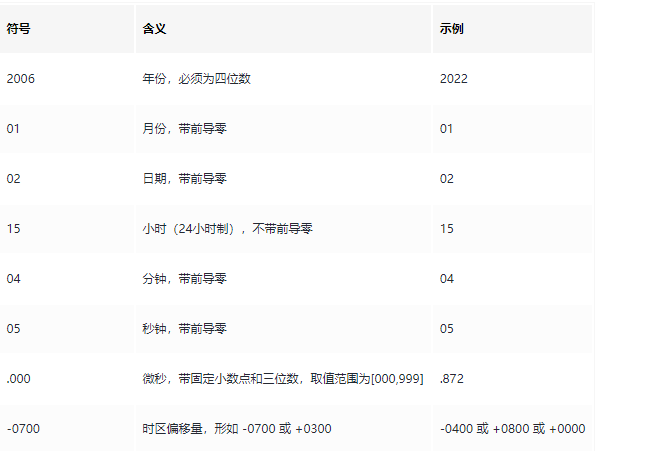 符号 含义 示例
2006 年份，必须为四位数 2022
01 月份，带前导零 01
02 日期，带前导零 02
15 小时（24小时制），不带前导零 15
04 分钟，带前导零 04
05 秒钟，带前导零 05
.000 微秒，带固定小数点和三位数，取值范围为[000,999] .872
-0700 时区偏移量，形如 -0700 或 +0300 -0400 或 +0800 或 +0000